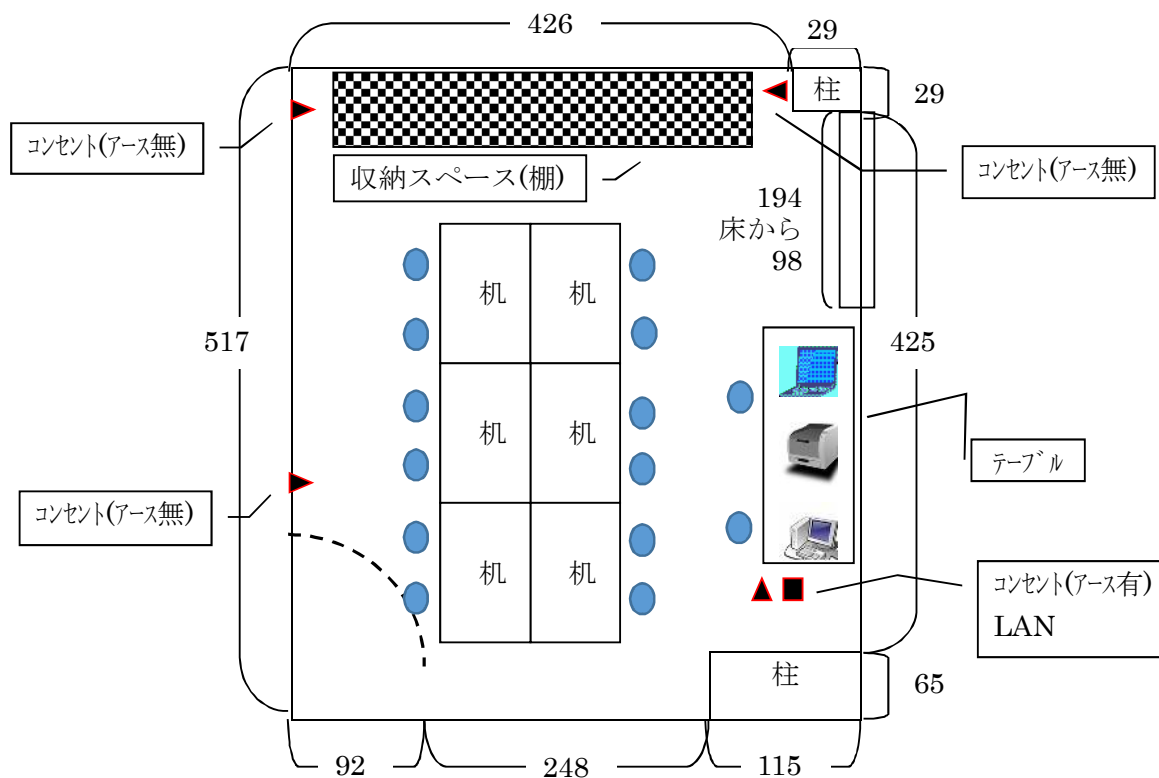 426
29
柱
29
コンセント(アース無)
収納スペース(棚)
コンセント(アース無)
194
床から
98
机
机
517
425
机
机
テーブル
コンセント(アース無)
机
机
コンセント(アース有)
LAN
柱
65
92
248
115